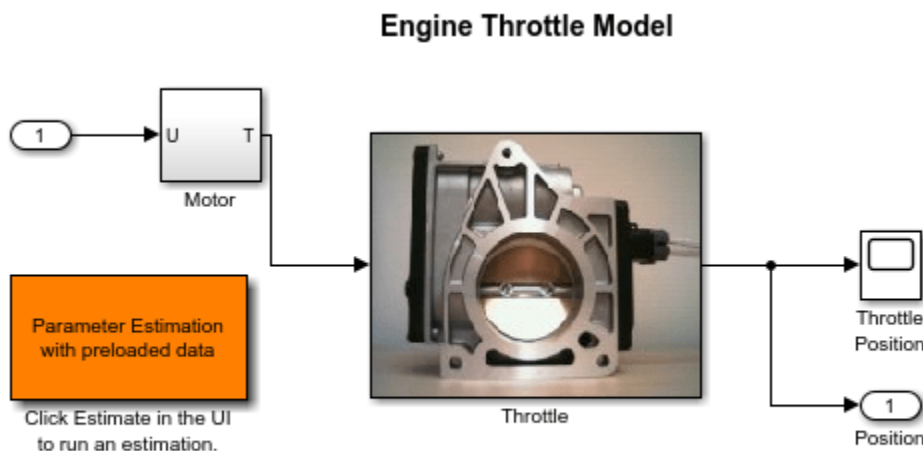 Engine Throttle Model
1
U
T
Motor
Parameter Estimation
with preloaded data
Click Estimate in the UI
to run an estimation.
Throttle
Throttle
Position
1
Position